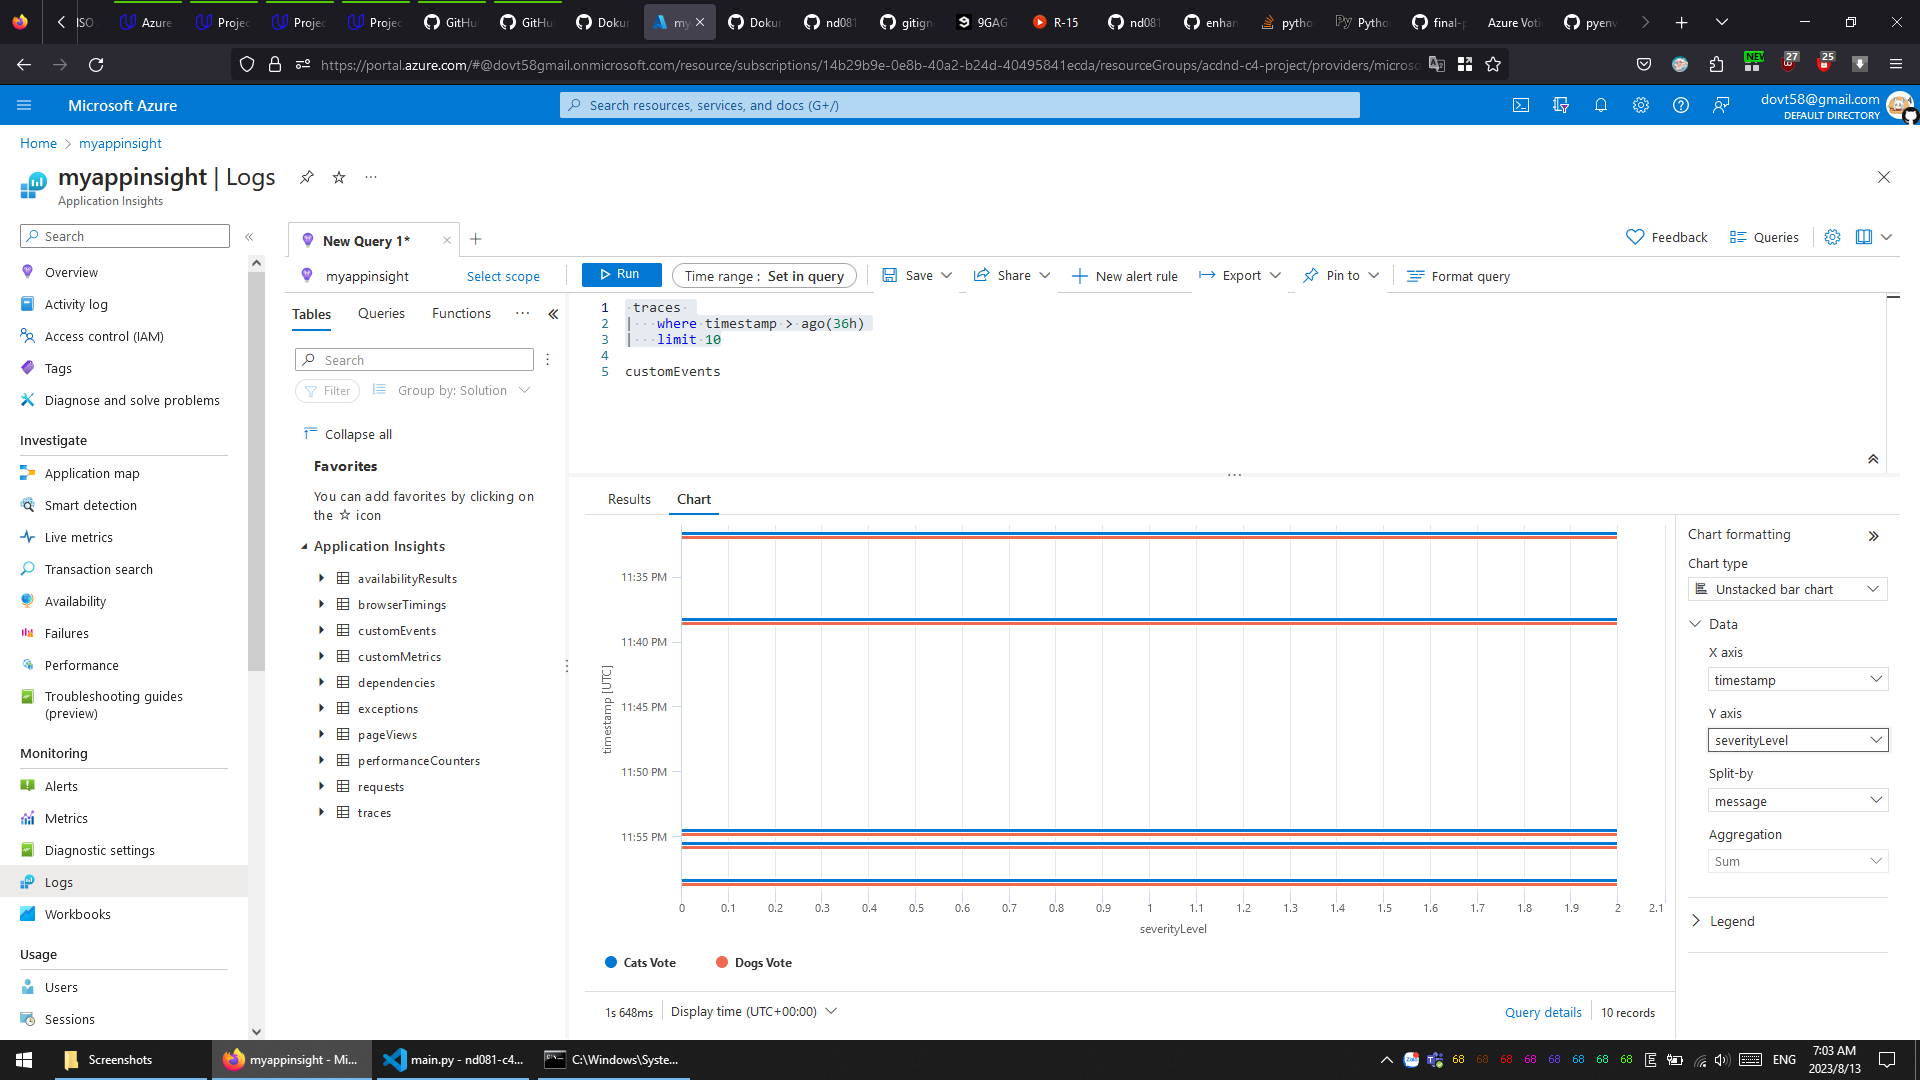 ISO
Azure
Projec
Projec
Projec
GitHu
GitHu
Dokur
my
Dokur
nd081
gitign
9GAG
R-15
nd081
enhan
python
Pytho
final-p
Azure Voti
pyenv
https://portal.azure.com/#@dovt58gmail.onmicrosoft.com/resource/subscriptions/14b29b9e-0e8b-40a2-b24d-40495841ecda/resourceGroups/acdnd-c4-project/providers/microso
NEW
27
25
Microsoft Azure
Search resources, services, and docs (G+/)
dovt58@gmail.com
DEFAULT DIRECTORY
Home
myappinsight
myappinsight | Logs
Application Insights
Search
Overview
Activity log
Access control (IAM)
Tags
Diagnose and solve problems
Investigate
Application map
Smart detection
Live metrics
Transaction search
Availability
Failures
Performance
Troubleshooting guides
(preview)
Monitoring
Alerts
Metrics
Diagnostic settings
Logs
Workbooks
Usage
Users
Sessions
New Query 1*
Feedback
Queries
myappinsight
Select scope
Run
Time range : Set in query
Save
Share
New alert rule
Export
Pin to
Format query
Tables
Queries
Functions
Search
Filter
Group by: Solution
Collapse all
Favorites
You can add favorites by clicking on
the ☆ icon
Application Insights
availabilityResults
browserTimings
customEvents
customMetrics
dependencies
exceptions
pageViews
performanceCounters
requests
traces
1 traces
2 | where timestamp > ago(36h)
3 | limit 10
4
5 customEvents
Results
Chart
timestamp [UTC]
11:35 PM
11:40 PM
11:45 PM
11:50 PM
11:55 PM
0 0.1 0.2 0.3 0.4 0.5 0.6 0.7 0.8 0.9 1 1.1 1.2 1.3 1.4 1.5 1.6 1.7 1.8 1.9 2 2.1
severityLevel
Cats Vote
Dogs Vote
1s 648ms
Display time (UTC+00:00)
Query details
10 records
Chart formatting
Chart type
Unstacked bar chart
Data
X axis
timestamp
Y axis
severityLevel
Split-by
message
Aggregation
Sum
Legend
Screenshots
myappinsight - Mi...
main.py - nd081-c4...
C:\Windows\Syste...
Zalo
68 68 68 68 68 68 68 68
ENG
7:03 AM
2023/8/13